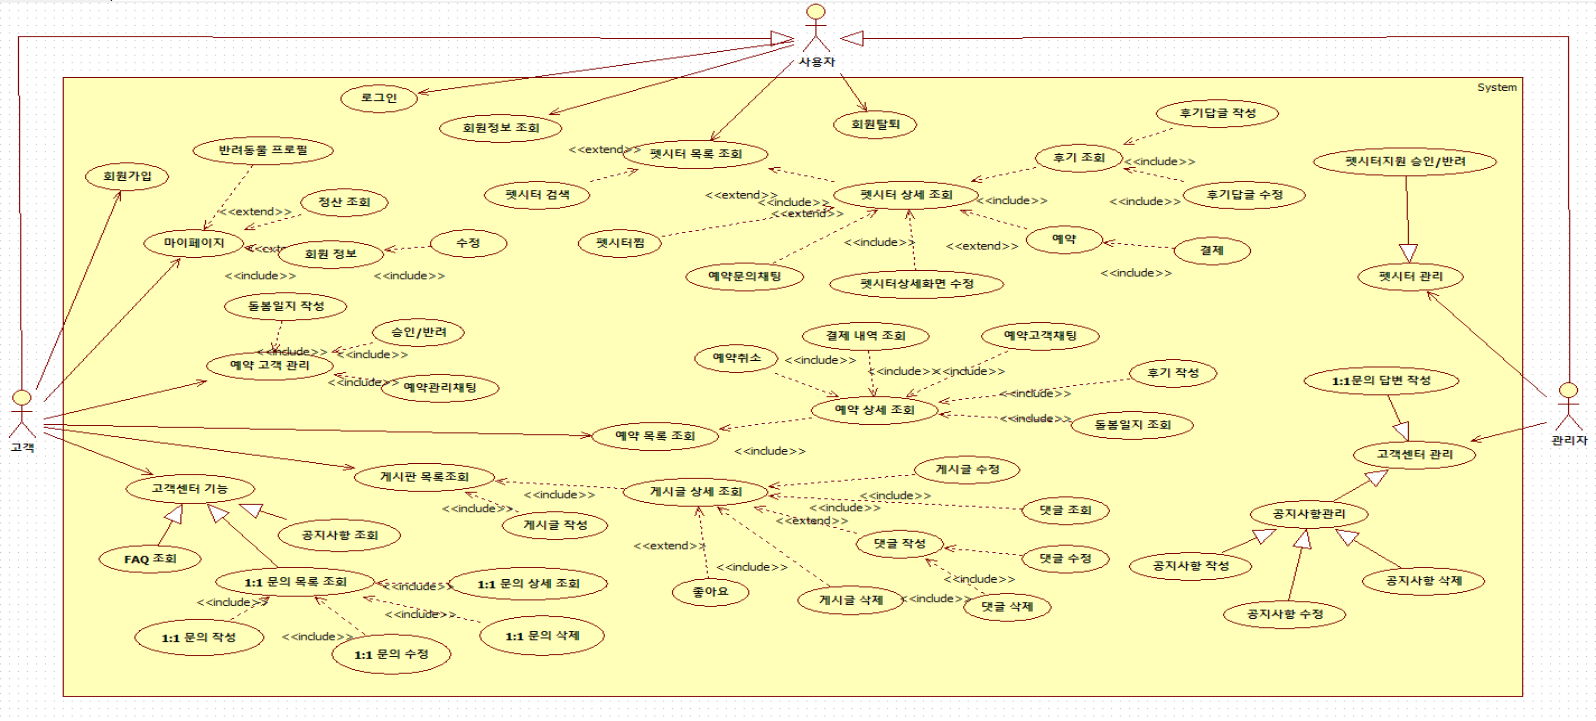 사용자
System
로그인
회원정보 조회
회원탈퇴
후기답글 작성
반려동물 프로필
<<extend>>
펫시터 목록 조회
후기 조회
<<include>>
펫시터지원 승인/반려
회원가입
펫시터 검색
<<extend>>
펫시터 상세 조회
<<include>>
후기답글 수정
정산 조회
<<extend>>
<<include>>
<<extend>>
<<include>>
<<include>>
마이페이지
회원 정보
수정
펫시터찜
<<include>>
<<extend>>
예약
결제
<<include>>
<<include>>
예약문의채팅
펫시터상세화면 수정
<<include>>
펫시터 관리
돌봄일지 작성
승인/반려
결제 내역 조회
예약고객채팅
<<include>>
<<include>>
예약취소
<<include>>
예약 고객 관리
<<include>>
<<include>>
후기 작성
1:1문의 답변 작성
<<include>>
예약관리채팅
<<include>>
고객
예약 상세 조회
<<include>>
돌봄일지 조회
관리자
예약 목록 조회
<<include>>
고객센터 관리
고객센터 기능
게시판 목록조회
<<include>>
게시글 상세 조회
게시글 수정
<<include>>
<<include>>
<<include>>
댓글 조회
공지사항관리
게시글 작성
<<extend>>
공지사항 조회
FAQ 조회
<<extend>>
댓글 작성
댓글 수정
공지사항 작성
1:1 문의 목록 조회
<<include>>
1:1 문의 상세 조회
<<include>>
<<include>>
공지사항 삭제
좋아요
게시글 삭제
<<include>>
댓글 삭제
<<include>>
<<include>>
공지사항 수정
1:1 문의 작성
<<include>>
1:1 문의 삭제
1:1 문의 수정